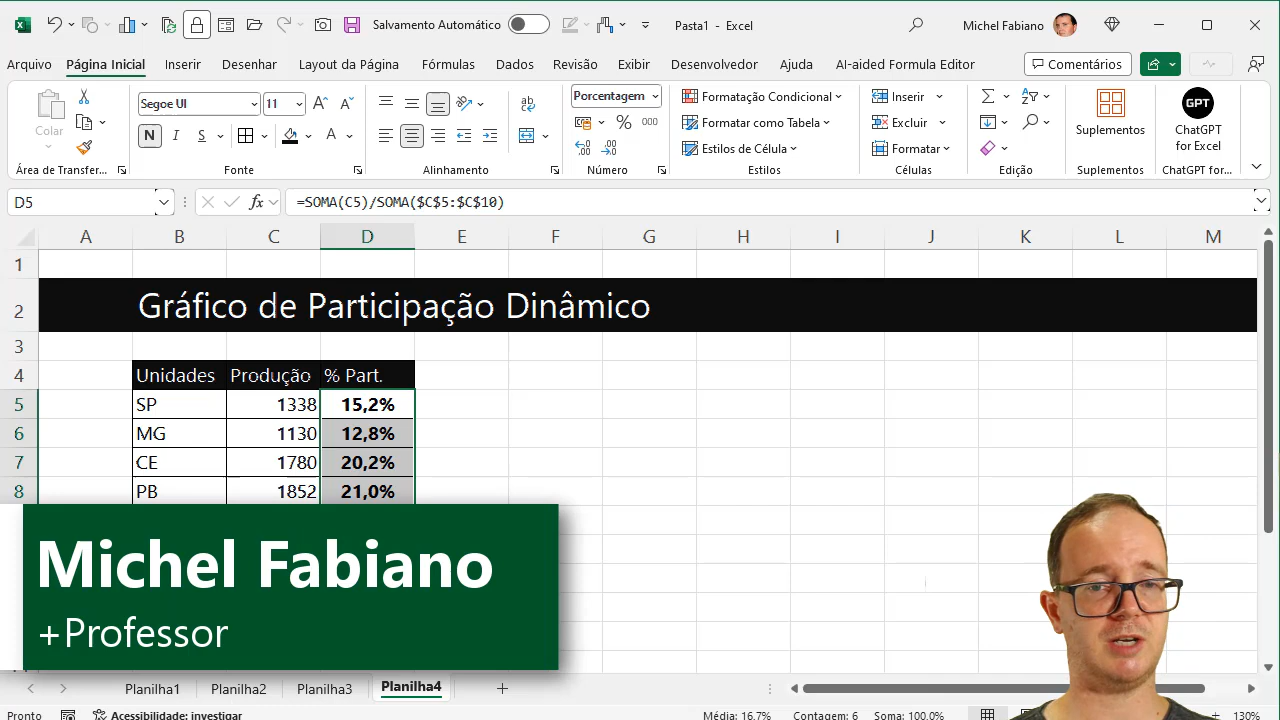 Salvamento Automático
Pasta1 - Excel
Michel Fabiano
Arquivo
Página Inicial
Inserir
Desenhar
Layout da Página
Fórmulas
Dados
Revisão
Exibir
Desenvolvedor
Ajuda
AI-aided Formula Editor
Comentários
Colar
Segoe UI
11
N
I
S
Porcentagem
%
000
Formatação Condicional
Formatar como Tabela
Estilos de Célula
Inserir
Excluir
Formatar
Suplementos
GPT
ChatGPT
for Excel
Área de Transfer...
Fonte
Alinhamento
Número
Estilos
Células
Edição
Suplementos
ChatGPT for...
D5
fx
=SOMA(C5)/SOMA($C$5:$C$10)
A B C D E F G H I J K L M
1
2 Gráfico de Participação Dinâmico
3
4 Unidades Produção % Part.
5 SP 1338 15,2%
6 MG 1130 12,8%
7 CE 1780 20,2%
8 PB 1852 21,0%
Michel Fabiano
+Professor
Planilha1
Planilha2
Planilha3
Planilha4
Pronto
Acessibilidade: investigar
Média: 16.7%
Contagem: 6
Soma: 100.0%
130%